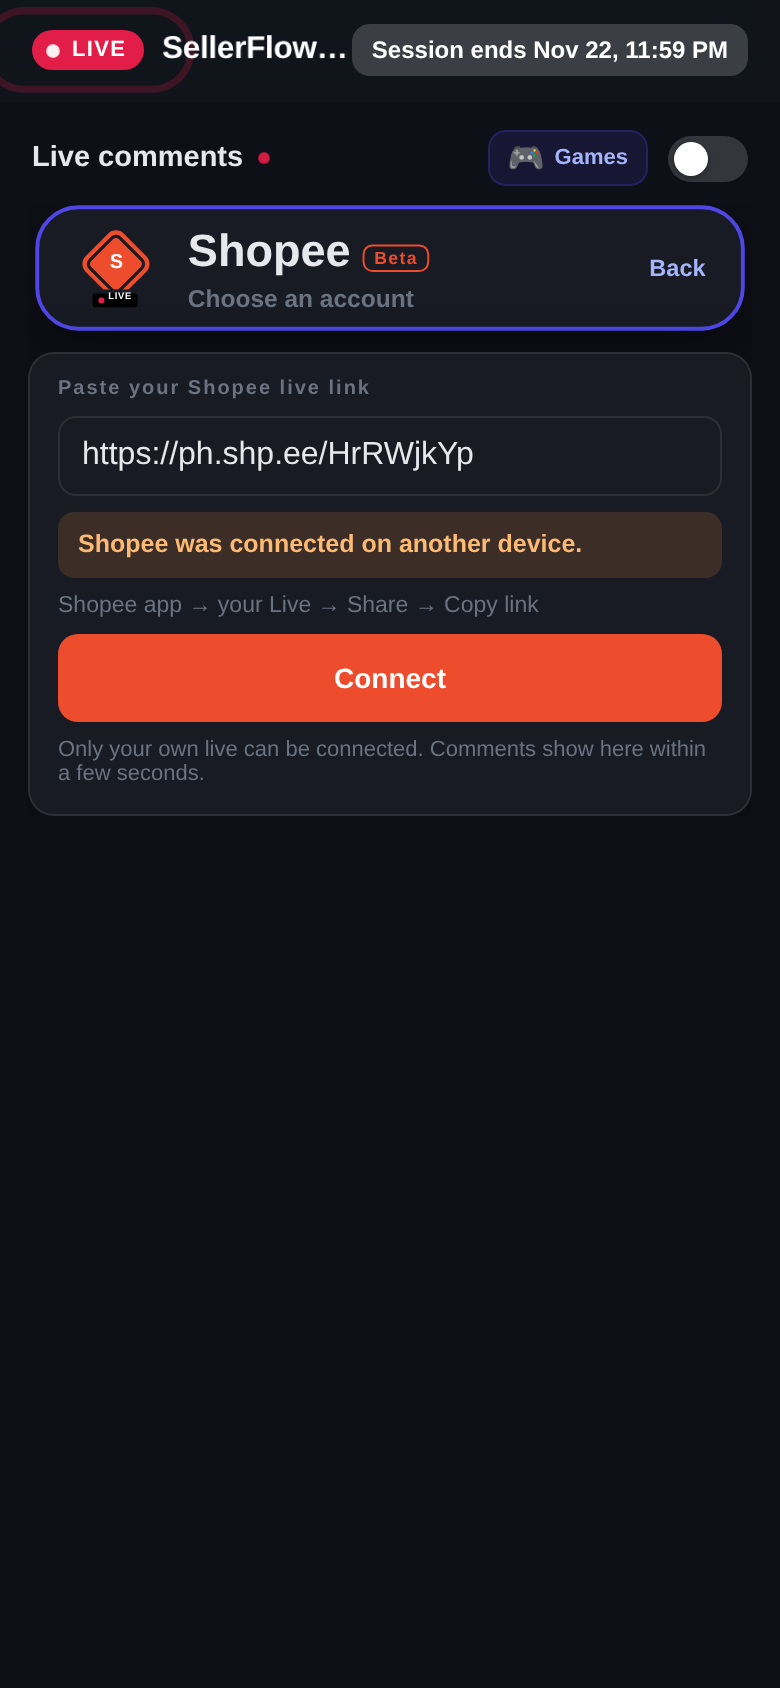 LIVE
SellerFlow…
Session ends Nov 22, 11:59 PM
Live comments
Games
S
LIVE
Shopee
Beta
Choose an account
Back
Paste your Shopee live link
https://ph.shp.ee/HrRWjkYp
Shopee was connected on another device.
Shopee app → your Live → Share → Copy link
Connect
Only your own live can be connected. Comments show here within
a few seconds.